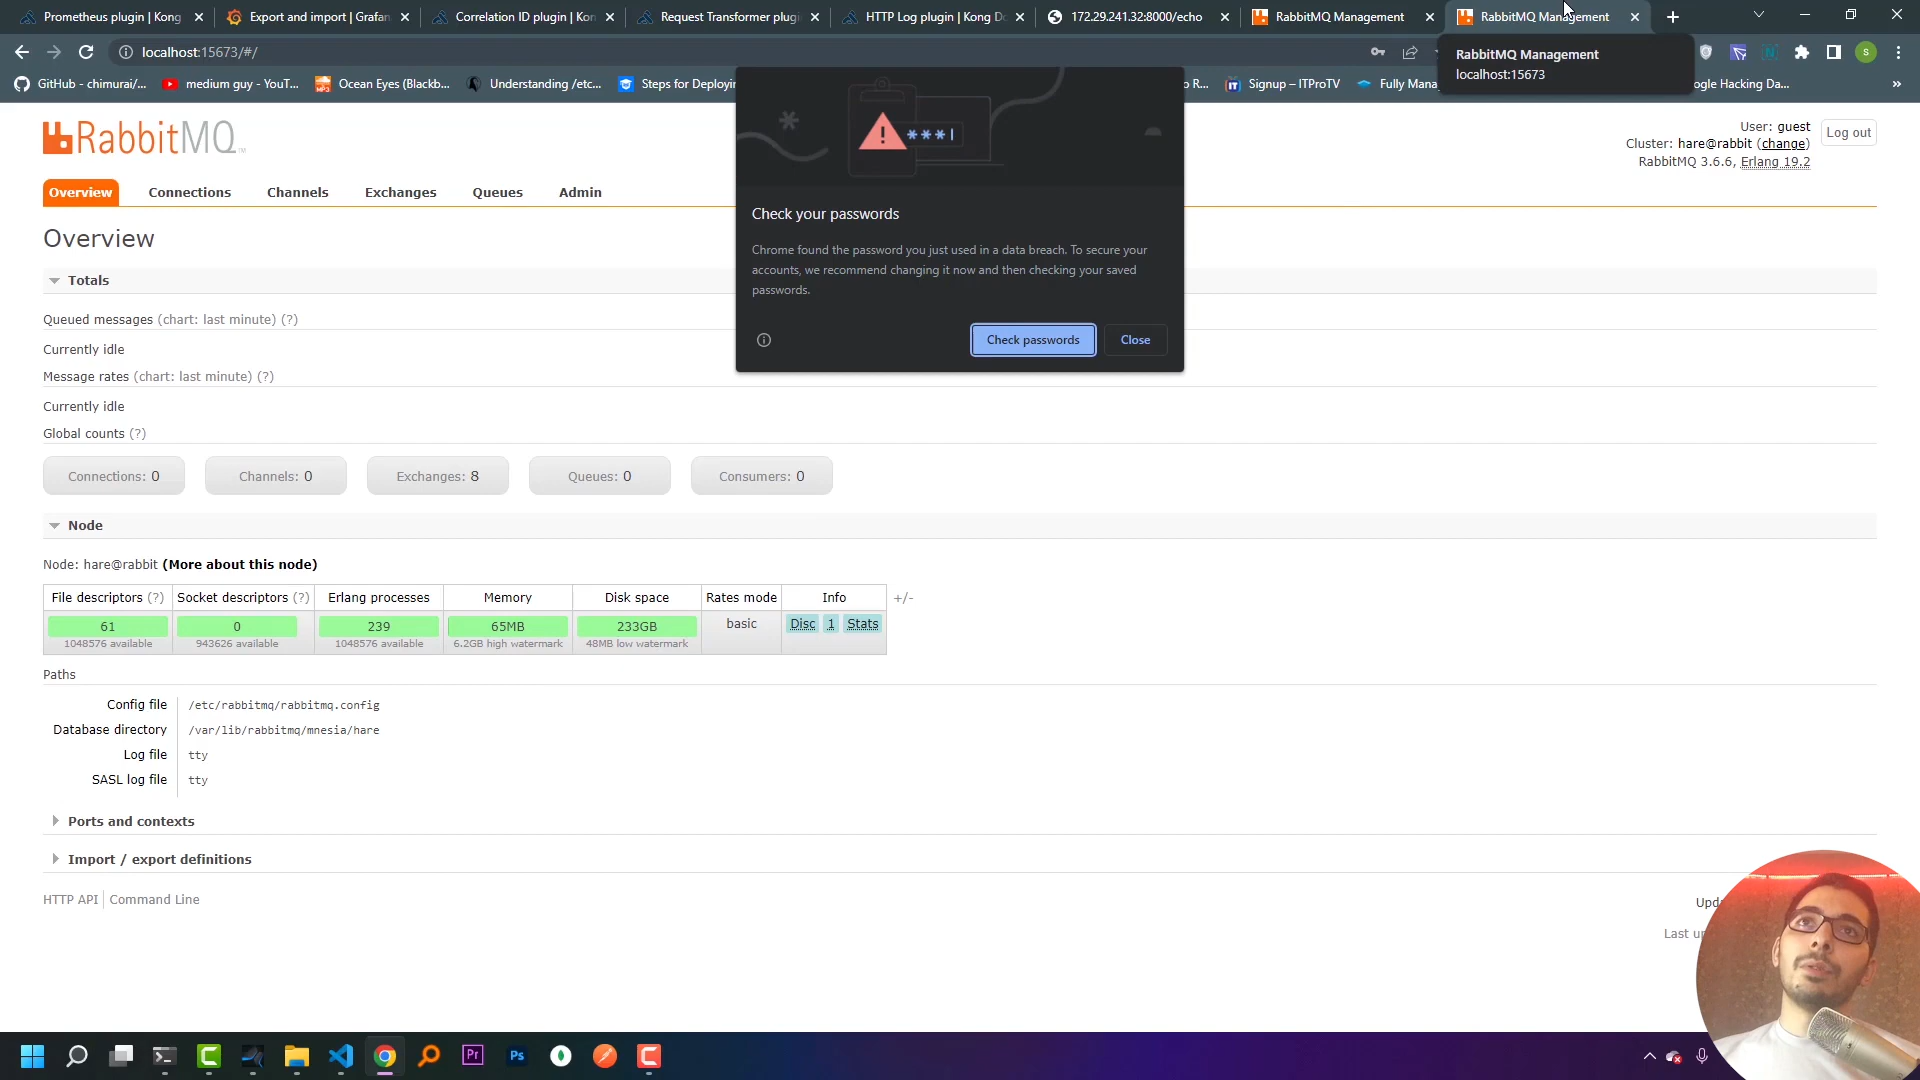 Prometheus plugin | Kong
Export and import | Grafan
Correlation ID plugin | Kon
Request Transformer plugi
HTTP Log plugin | Kong Do
172.29.241.32:8000/echo
RabbitMQ Management
RabbitMQ Management
localhost:15673/#/
S
RabbitMQ Management
localhost:15673
GitHub - chimurai/...
medium guy - YouT...
Ocean Eyes (Blackb...
Understanding /etc...
Steps for Deployin
o R...
Signup – ITProTV
Fully Mana
ogle Hacking Da...
»
RabbitMQ
TM
User: guest
Cluster: hare@rabbit (change)
RabbitMQ 3.6.6, Erlang 19.2
Log out
Overview
Connections
Channels
Exchanges
Queues
Admin
***|
Check your passwords
Chrome found the password you just used in a data breach. To secure your
accounts, we recommend changing it now and then checking your saved
passwords.
Check passwords
Close
Overview
Totals
Queued messages (chart: last minute) (?)
Currently idle
Message rates (chart: last minute) (?)
Currently idle
Global counts (?)
Connections: 0
Channels: 0
Exchanges: 8
Queues: 0
Consumers: 0
Node
Node: hare@rabbit (More about this node)
File descriptors (?)
Socket descriptors (?)
Erlang processes
Memory
Disk space
Rates mode
Info
+/-
61
1048576 available
0
943626 available
239
1048576 available
65MB
6.2GB high watermark
233GB
48MB low watermark
basic
Disc 1 Stats
Paths
Config file /etc/rabbitmq/rabbitmq.config
Database directory /var/lib/rabbitmq/mnesia/hare
Log file tty
SASL log file tty
Ports and contexts
Import / export definitions
HTTP API
Command Line
Upda
Last up
Pr
Ps